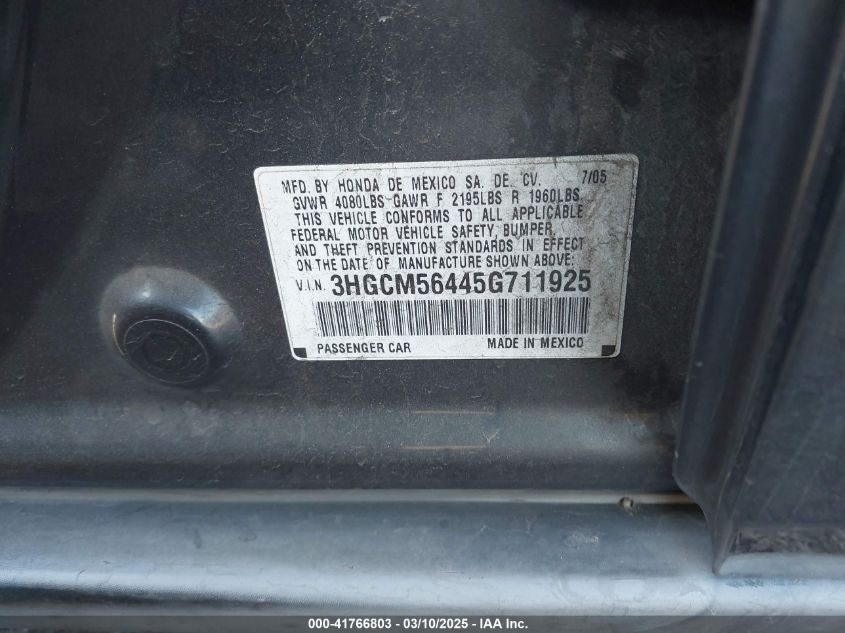 MFD. BY HONDA DE MEXICO SA. DE. CV. 7/05
GVWR 4080LBS GAWR F 2195LBS R 1960LBS
THIS VEHICLE CONFORMS TO ALL APPLICABLE
FEDERAL MOTOR VEHICLE SAFETY, BUMPER,
AND THEFT PREVENTION STANDARDS IN EFFECT
ON THE DATE OF MANUFACTURE SHOWN ABOVE:
V.I.N. 3HGCM56445G711925
PASSENGER CAR MADE IN MEXICO
000-41766803 - 03/10/2025 - IAA Inc.